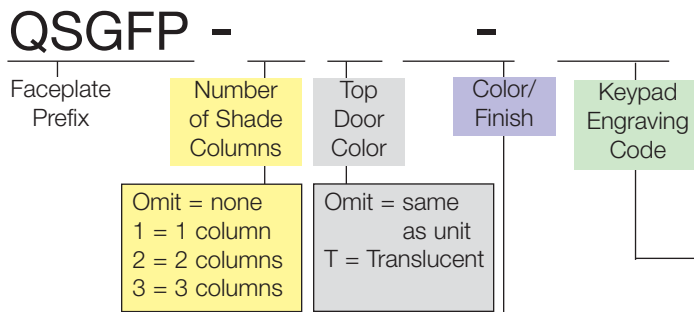 QSGFP - -
Faceplate
Prefix
Number
of Shade
Columns
Top
Door
Color
Color/
Finish
Keypad
Engraving
Code
Omit = none
1 = 1 column
2 = 2 columns
3 = 3 columns
Omit = same
as unit
T = Translucent